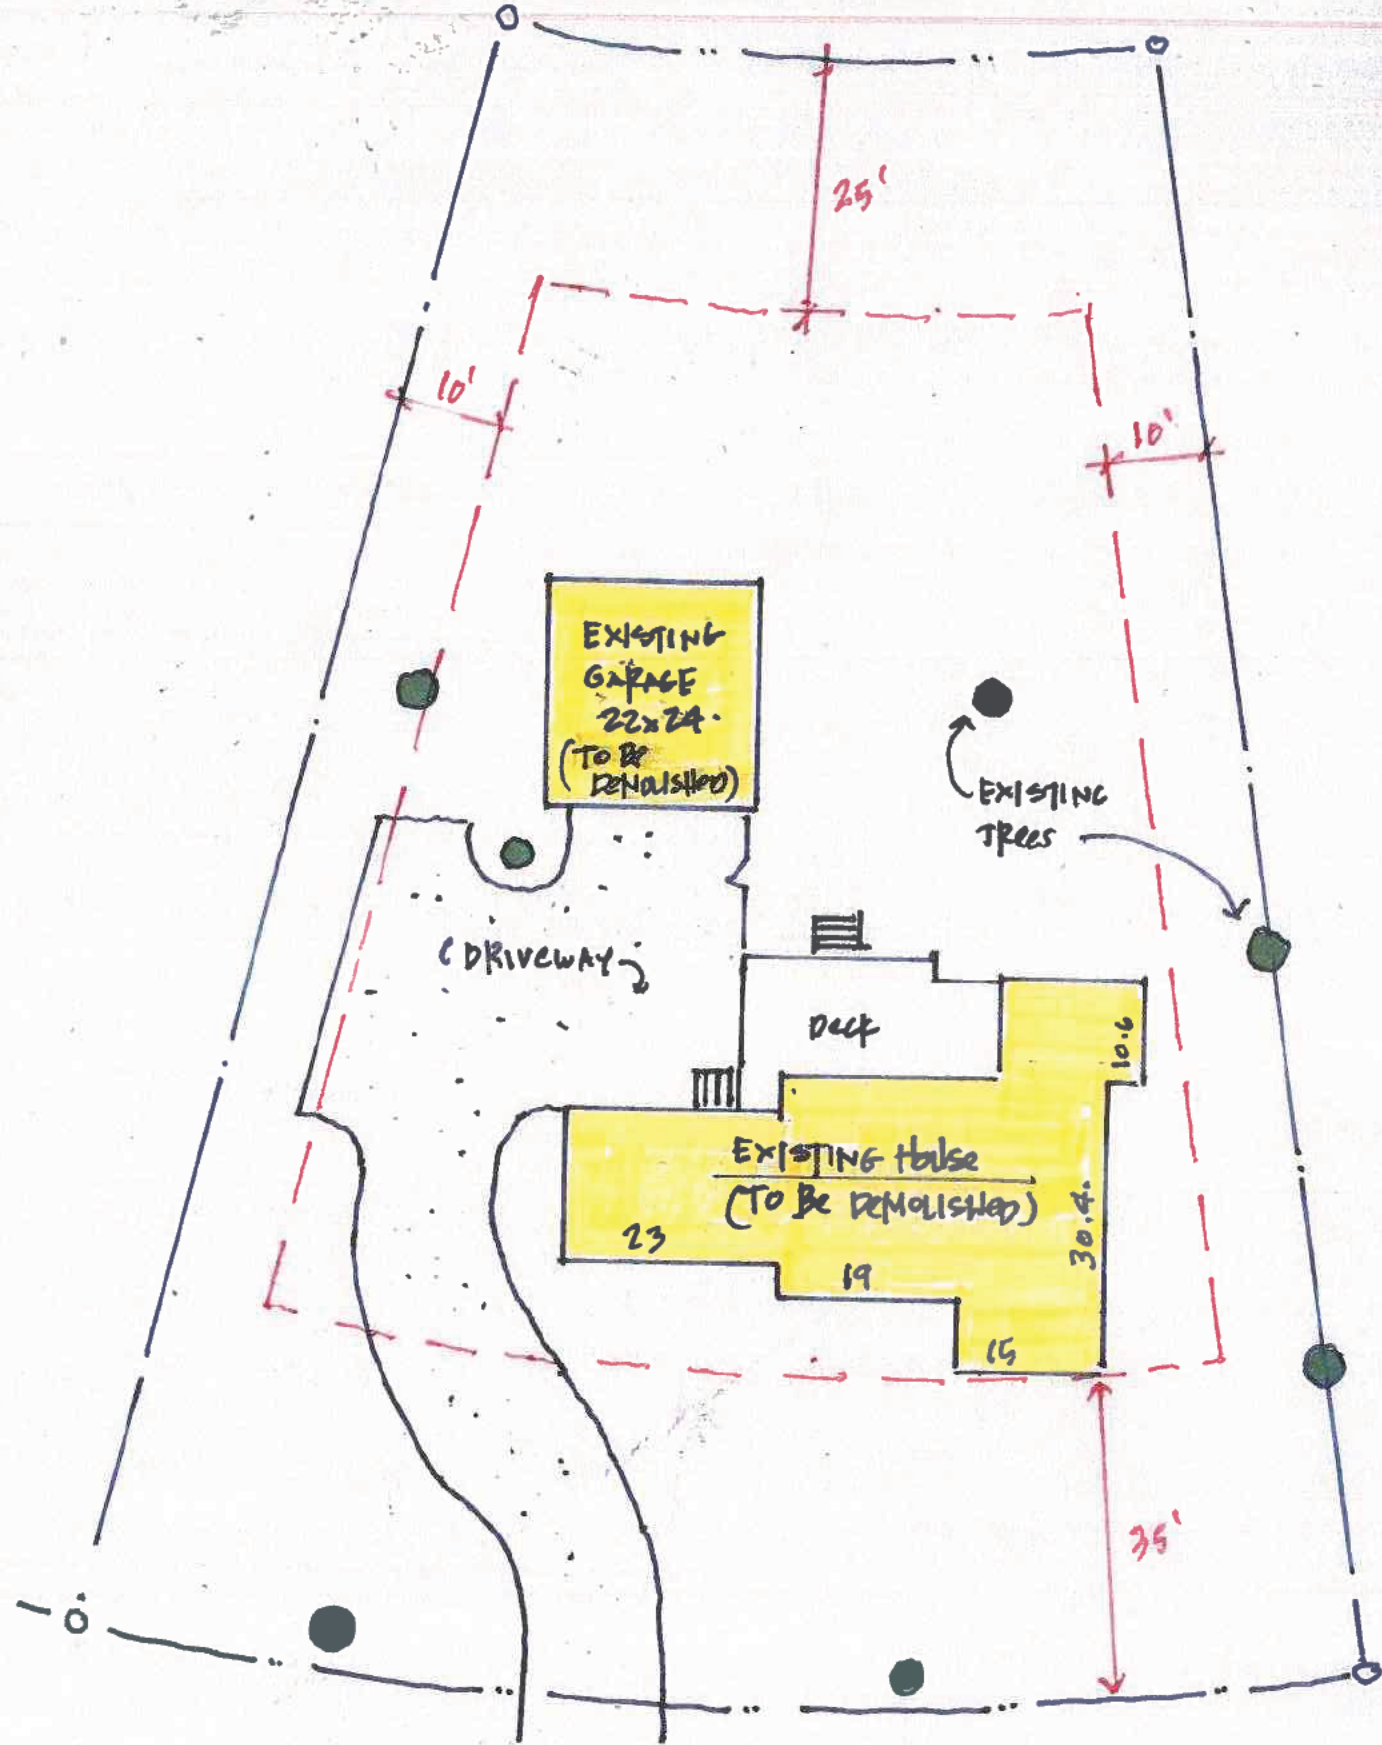 25'
10'
10'
EXISTING
GARAGE
22x24.
(TO BE
DEMOLISHED)
EXISTING
TREES
DRIVEWAY
DECK
10.6
EXISTING HOUSE
(TO BE DEMOLISHED)
30.4.
23
19
15
35'